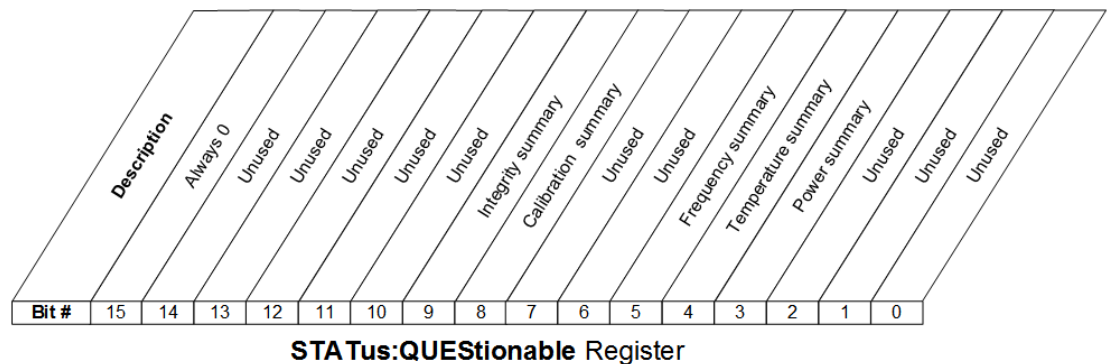 Description
Always 0
Unused
Unused
Unused
Unused
Unused
Integrity summary
Calibration summary
Unused
Unused
Frequency summary
Temperature summary
Power summary
Unused
Unused
Unused
Bit # 15 14 13 12 11 10 9 8 7 6 5 4 3 2 1 0
STATus:QUEStionable Register